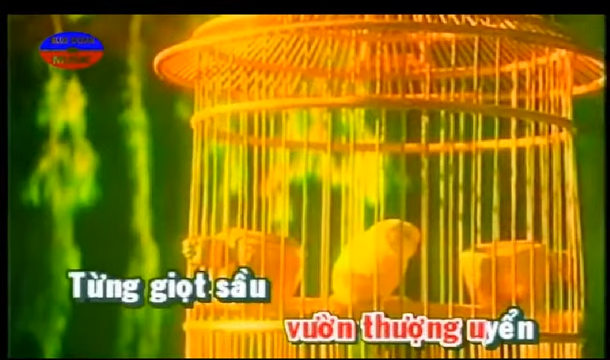 Từng giọt sầu
vườn thượng uyển